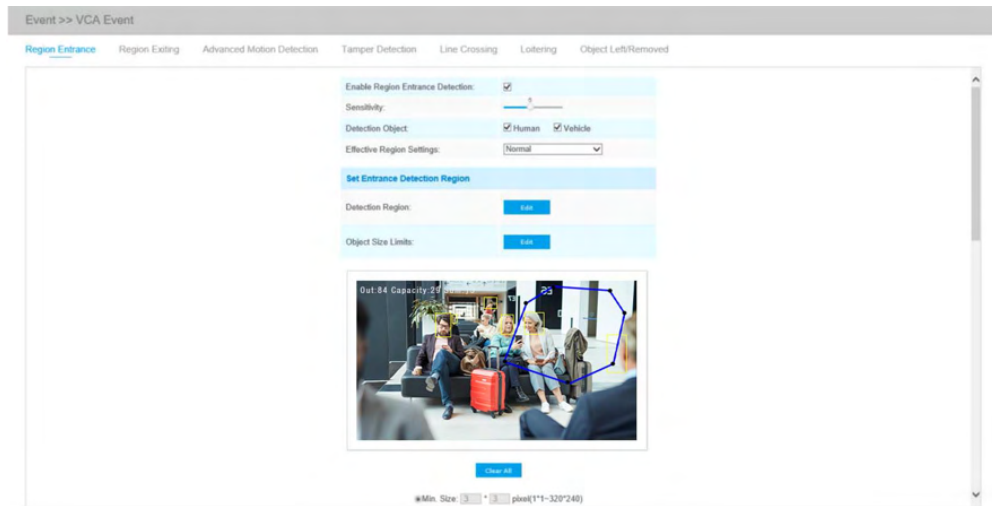 Event >> VCA Event
Region Entrance Region Exiting Advanced Motion Detection Tamper Detection Line Crossing Loitering Object Left/Removed
Enable Region Entrance Detection:
Sensitivity:
Detection Object:
Human Vehicle
Effective Region Settings:
Normal
Set Entrance Detection Region
Detection Region:
Edit
Object Size Limits:
Edit
Out:84 Capacity:29
Clear All
Min. Size: 3 * 3 pixel(1*1~320*240)